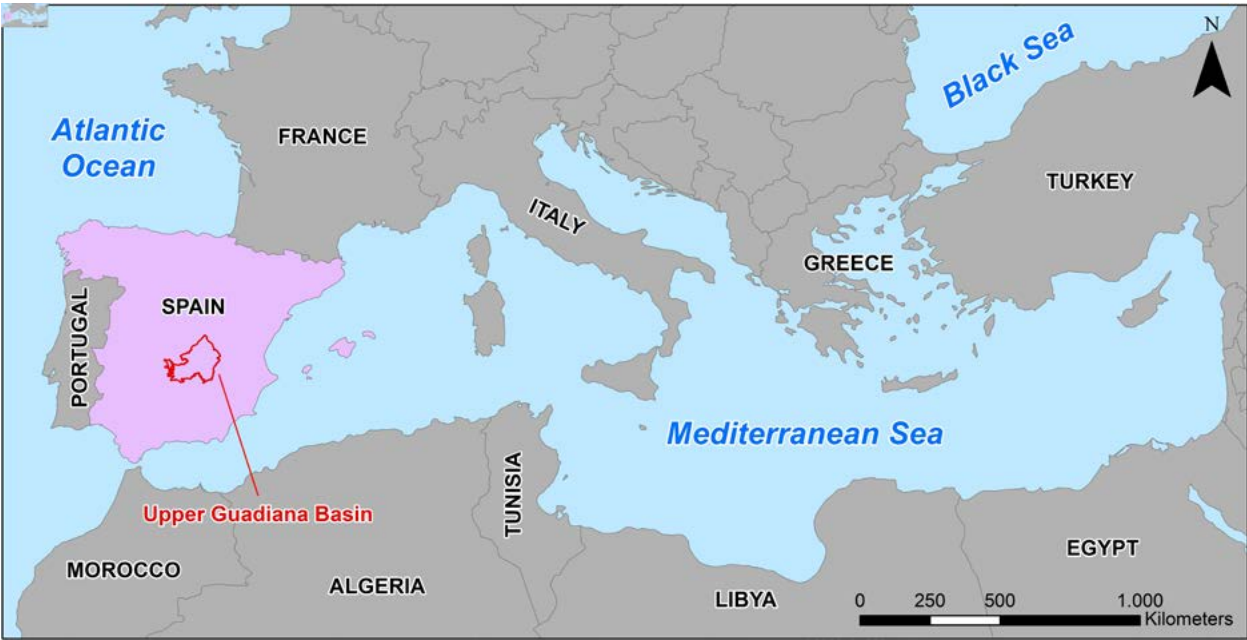 N
Black Sea
Atlantic
Ocean
FRANCE
TURKEY
ITALY
GREECE
SPAIN
PORTUGAL
Mediterranean Sea
TUNISIA
Upper Guadiana Basin
MOROCCO
ALGERIA
LIBYA
EGYPT
0 250 500 1.000
Kilometers